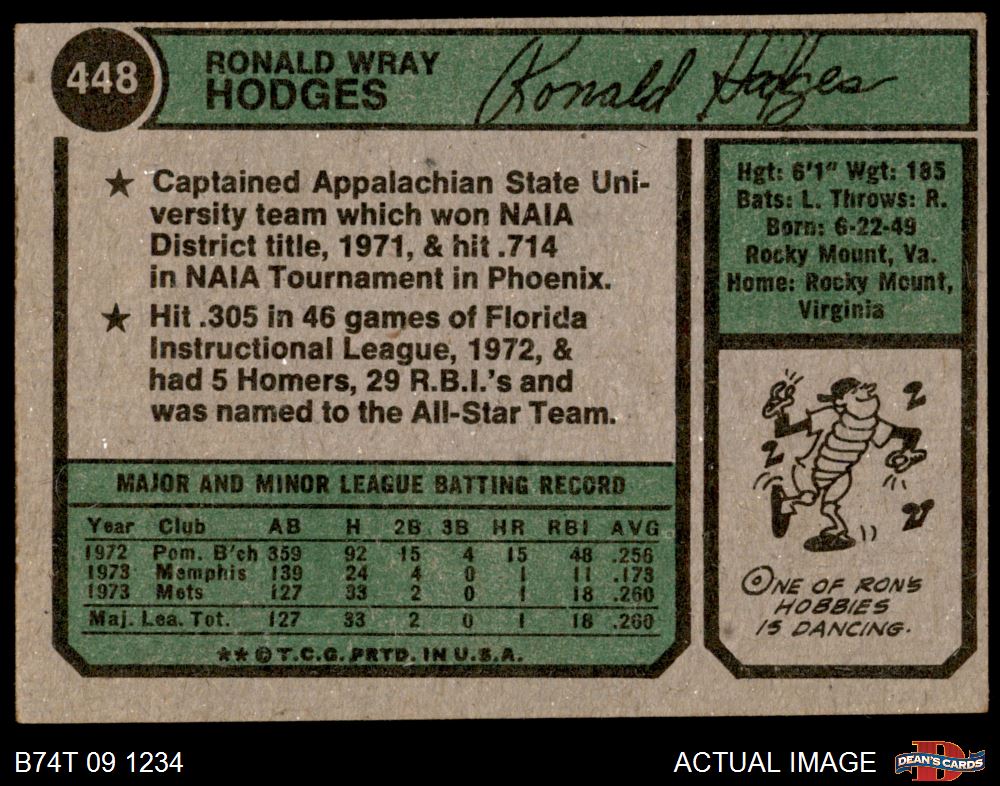 448
RONALD WRAY
HODGES
Ronald Hodges
★ Captained Appalachian State Uni-
versity team which won NAIA
District title, 1971, & hit .714
in NAIA Tournament in Phoenix.
★ Hit .305 in 46 games of Florida
Instructional League, 1972, &
had 5 Homers, 29 R.B.I.'s and
was named to the All-Star Team.
Hgt: 6'1" Wgt: 185
Bats: L. Throws: R.
Born: 6-22-49
Rocky Mount, Va.
Home: Rocky Mount,
Virginia
MAJOR AND MINOR LEAGUE BATTING RECORD
Year Club AB H 2B 3B HR RBI AVG
1972 Pom. B'ch 359 92 15 4 15 48 .256
1973 Memphis 139 24 4 0 1 11 .173
1973 Mets 127 33 2 0 1 18 .260
Maj. Lea. Tot. 127 33 2 0 1 18 .260
★★ © T.C.G. PRTD. IN U.S.A.
ONE OF RON'S
HOBBIES
IS DANCING.
B74T 09 1234
ACTUAL IMAGE
DEAN'S CARDS